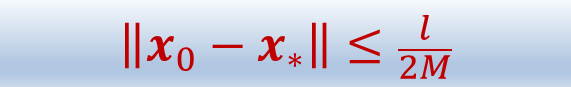 ‖𝒙₀ − 𝒙∗‖ ≤ l/2M